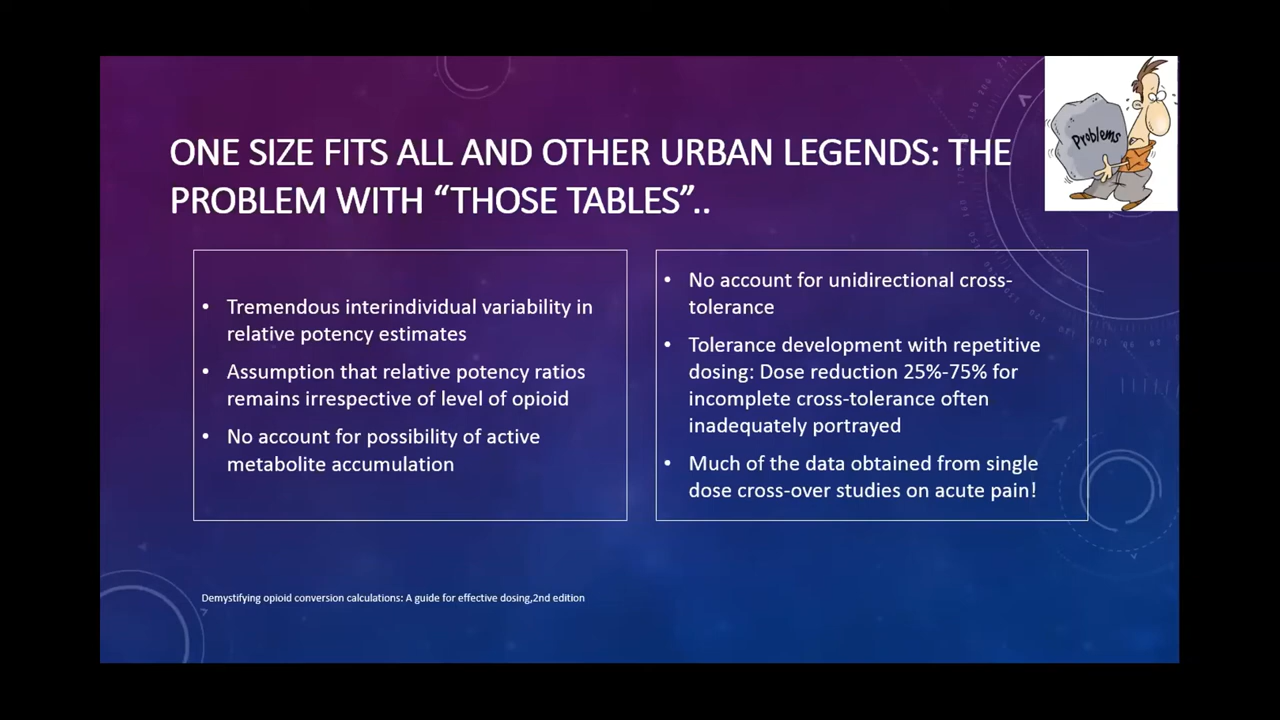 ONE SIZE FITS ALL AND OTHER URBAN LEGENDS: THE
PROBLEM WITH “THOSE TABLES”..
Problems
• Tremendous interindividual variability in
relative potency estimates
• Assumption that relative potency ratios
remains irrespective of level of opioid
• No account for possibility of active
metabolite accumulation
• No account for unidirectional cross-
tolerance
• Tolerance development with repetitive
dosing: Dose reduction 25%-75% for
incomplete cross-tolerance often
inadequately portrayed
• Much of the data obtained from single
dose cross-over studies on acute pain!
Demystifying opioid conversion calculations: A guide for effective dosing,2nd edition